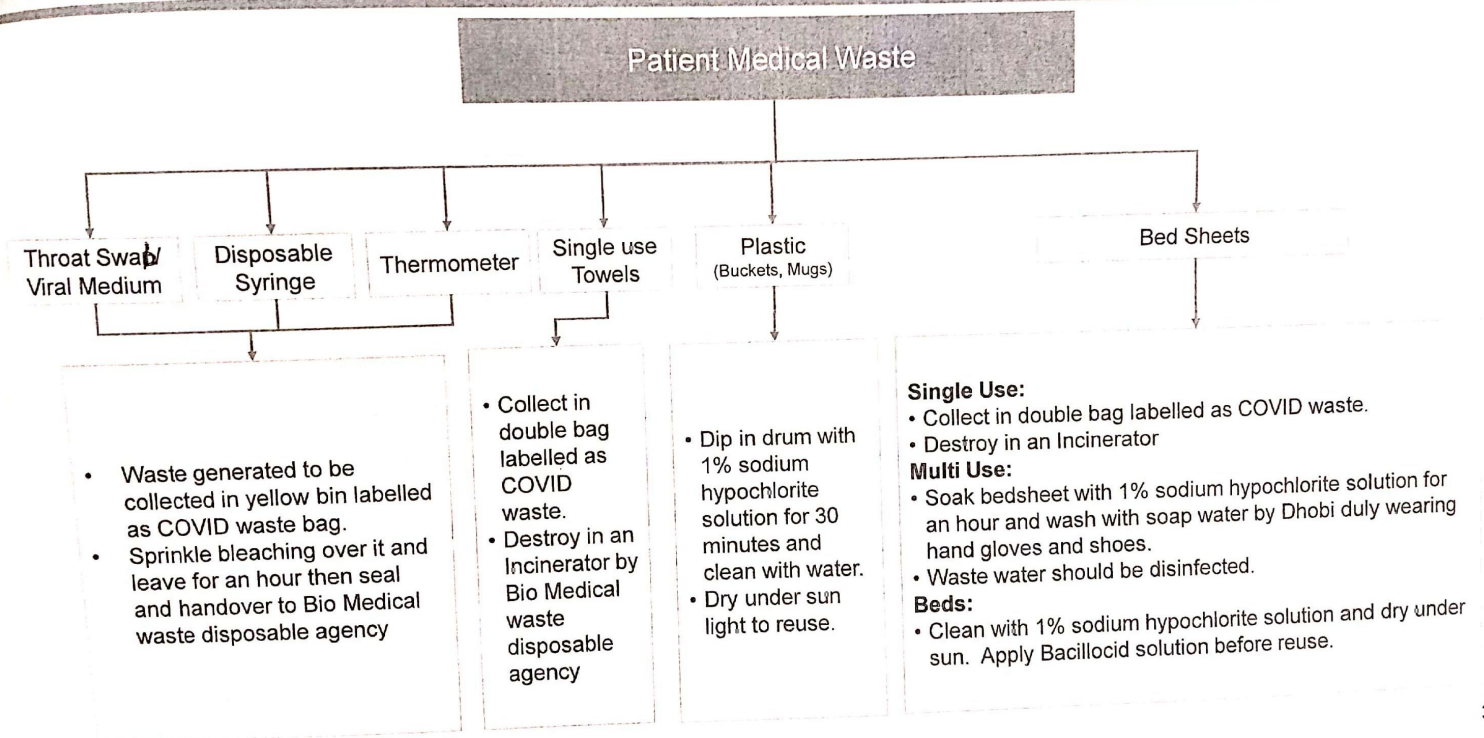 Patient Medical Waste
Throat Swab/
Viral Medium
Disposable
Syringe
Thermometer
Single use
Towels
Plastic
(Buckets, Mugs)
Bed Sheets
• Waste generated to be
collected in yellow bin labelled
as COVID waste bag.
• Sprinkle bleaching over it and
leave for an hour then seal
and handover to Bio Medical
waste disposable agency
• Collect in
double bag
labelled as
COVID
waste.
• Destroy in an
Incinerator by
Bio Medical
waste
disposable
agency
• Dip in drum with
1% sodium
hypochlorite
solution for 30
minutes and
clean with water.
• Dry under sun
light to reuse.
Single Use:
• Collect in double bag labelled as COVID waste.
• Destroy in an Incinerator
Multi Use:
• Soak bedsheet with 1% sodium hypochlorite solution for
an hour and wash with soap water by Dhobi duly wearing
hand gloves and shoes.
• Waste water should be disinfected.
Beds:
• Clean with 1% sodium hypochlorite solution and dry under
sun. Apply Bacillocid solution before reuse.